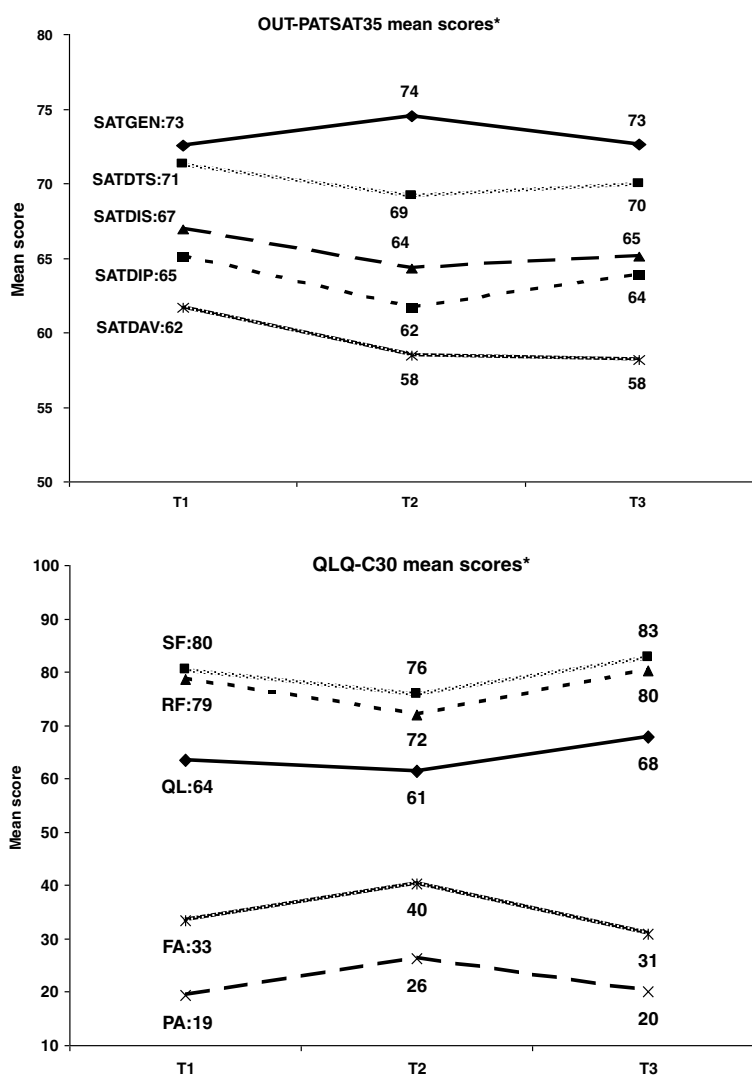 OUT-PATSAT35 mean scores*
80
75
70
65
60
55
50
Mean score
SATGEN:73
74
73
SATDTS:71
69
70
SATDIS:67
64
65
SATDIP:65
62
64
SATDAV:62
58
58
T1 T2 T3
QLQ-C30 mean scores*
100
90
80
70
60
50
40
30
20
10
Mean score
SF:80
76
83
RF:79
72
80
QL:64
61
68
FA:33
40
31
PA:19
26
20
T1 T2 T3